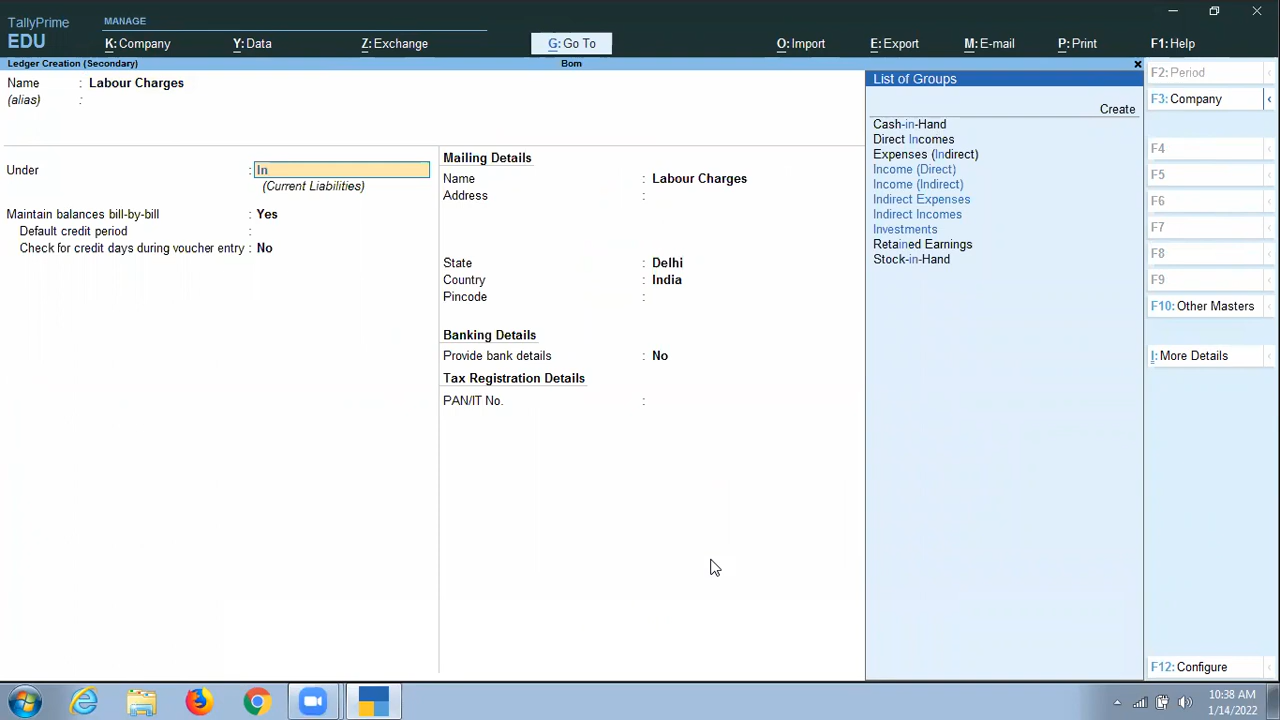 TallyPrime
EDU
MANAGE
K:Company
Y:Data
Z:Exchange
G:Go To
O:Import
E:Export
M:E-mail
P:Print
F1:Help
Ledger Creation (Secondary)
Bom
Name : Labour Charges
(alias) :
Under : In
(Current Liabilities)
Maintain balances bill-by-bill : Yes
Default credit period :
Check for credit days during voucher entry : No
Mailing Details
Name : Labour Charges
Address :
State : Delhi
Country : India
Pincode :
Banking Details
Provide bank details : No
Tax Registration Details
PAN/IT No. :
List of Groups
Create
Cash-in-Hand
Direct Incomes
Expenses (Indirect)
Income (Direct)
Income (Indirect)
Indirect Expenses
Indirect Incomes
Investments
Retained Earnings
Stock-in-Hand
F2: Period
F3: Company
F4
F5
F6
F7
F8
F9
F10: Other Masters
I: More Details
F12: Configure
10:38 AM
1/14/2022